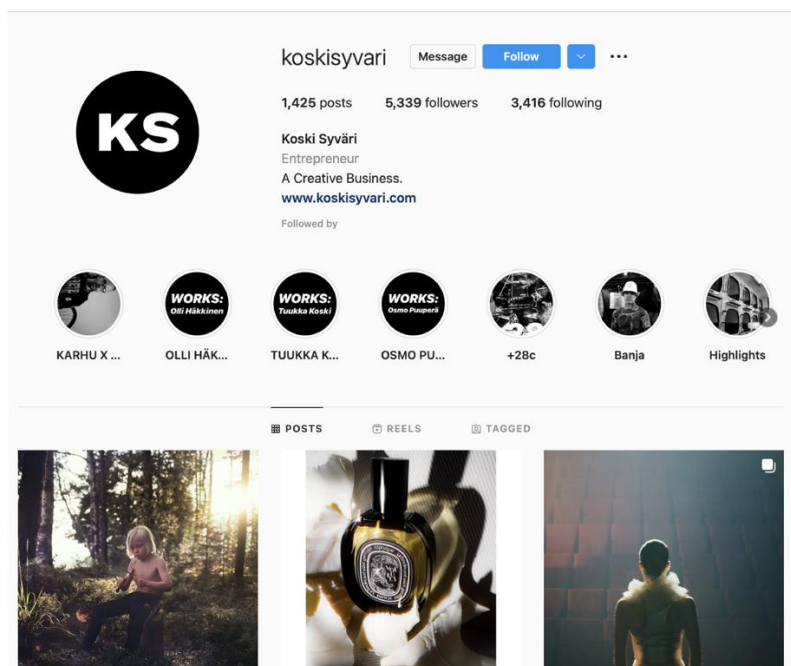 koskisyvari Message Follow
1,425 posts 5,339 followers 3,416 following
KS
Koski Syväri
Entrepreneur
A Creative Business.
www.koskisyvari.com
Followed by
WORKS:
Olli Häkkinen
WORKS:
Tuukka Koski
WORKS:
Osmo Puuperä
KARHU X ...
OLLI HÄK...
TUUKKA K...
OSMO PU...
+28c
Banja
Highlights
POSTS REELS TAGGED